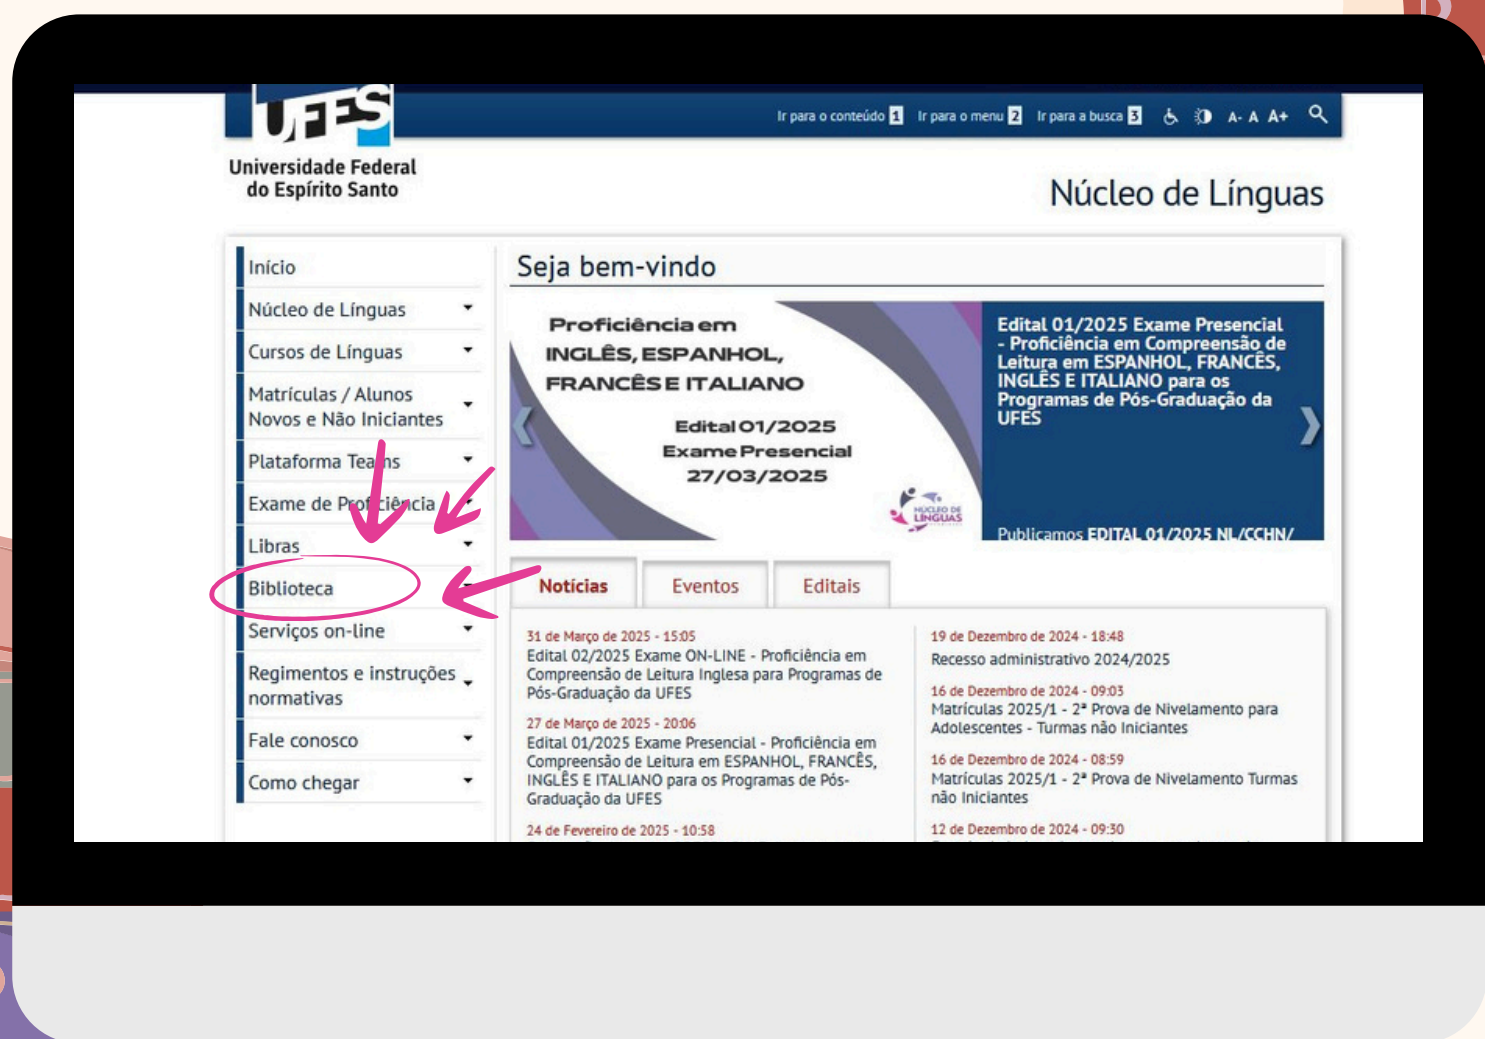 UFES
Universidade Federal
do Espírito Santo
Ir para o conteúdo 1 Ir para o menu 2 Ir para a busca 3 A- A A+
Núcleo de Línguas
Início
Núcleo de Línguas
Cursos de Línguas
Matrículas / Alunos
Novos e Não Iniciantes
Plataforma Teams
Exame de Proficiência
Libras
Biblioteca
Serviços on-line
Regimentos e instruções
normativas
Fale conosco
Como chegar
Seja bem-vindo
Proficiência em
INGLÊS, ESPANHOL,
FRANCÊS E ITALIANO
Edital 01/2025
Exame Presencial
27/03/2025
NÚCLEO DE
LÍNGUAS
Edital 01/2025 Exame Presencial
- Proficiência em Compreensão de
Leitura em ESPANHOL, FRANCÊS,
INGLÊS E ITALIANO para os
Programas de Pós-Graduação da
UFES
Publicamos EDITAL 01/2025 NL/CCHN/
Notícias Eventos Editais
31 de Março de 2025 - 15:05
Edital 02/2025 Exame ON-LINE - Proficiência em
Compreensão de Leitura Inglesa para Programas de
Pós-Graduação da UFES
27 de Março de 2025 - 20:06
Edital 01/2025 Exame Presencial - Proficiência em
Compreensão de Leitura em ESPANHOL, FRANCÊS,
INGLÊS E ITALIANO para os Programas de Pós-
Graduação da UFES
24 de Fevereiro de 2025 - 10:58
19 de Dezembro de 2024 - 18:48
Recesso administrativo 2024/2025
16 de Dezembro de 2024 - 09:03
Matrículas 2025/1 - 2ª Prova de Nivelamento para
Adolescentes - Turmas não Iniciantes
16 de Dezembro de 2024 - 08:59
Matrículas 2025/1 - 2ª Prova de Nivelamento Turmas
não Iniciantes
12 de Dezembro de 2024 - 09:30